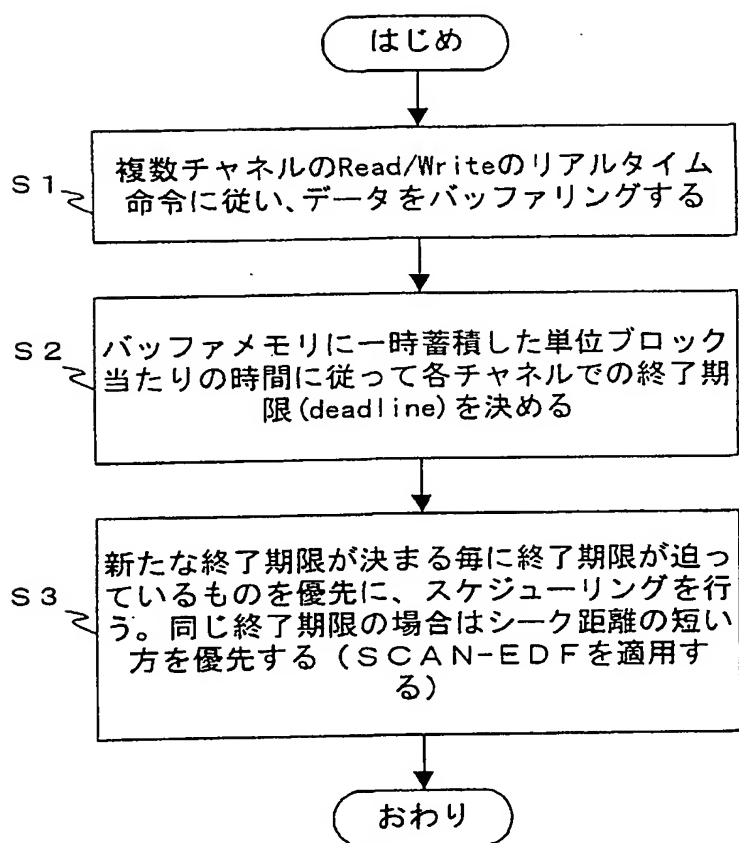 はじめ
S1
複数チャネルのRead/Writeのリアルタイム
命令に従い、データをバッファリングする
S2
バッファメモリに一時蓄積した単位ブロック
当たりの時間に従って各チャネルでの終了期
限(deadline)を決める
S3
新たな終了期限が決まる毎に終了期限が迫っ
ているものを優先に、スケジューリングを行
う。同じ終了期限の場合はシーク距離の短い
方を優先する（SCAN-EDFを適用す
る）
おわり